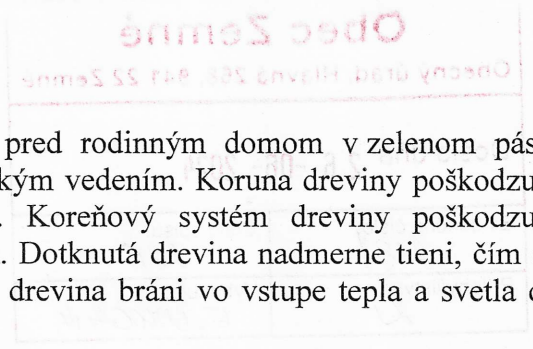 Obec Zemné
Obecný úrad, Hlavná 268, 941 22 Zemné
pred rodinným domom v zelenom pás
kým vedením. Koruna dreviny poškodzu
. Koreňový systém dreviny poškodzu
. Dotknutá drevina nadmerne tieni, čím
drevina bráni vo vstupe tepla a svetla